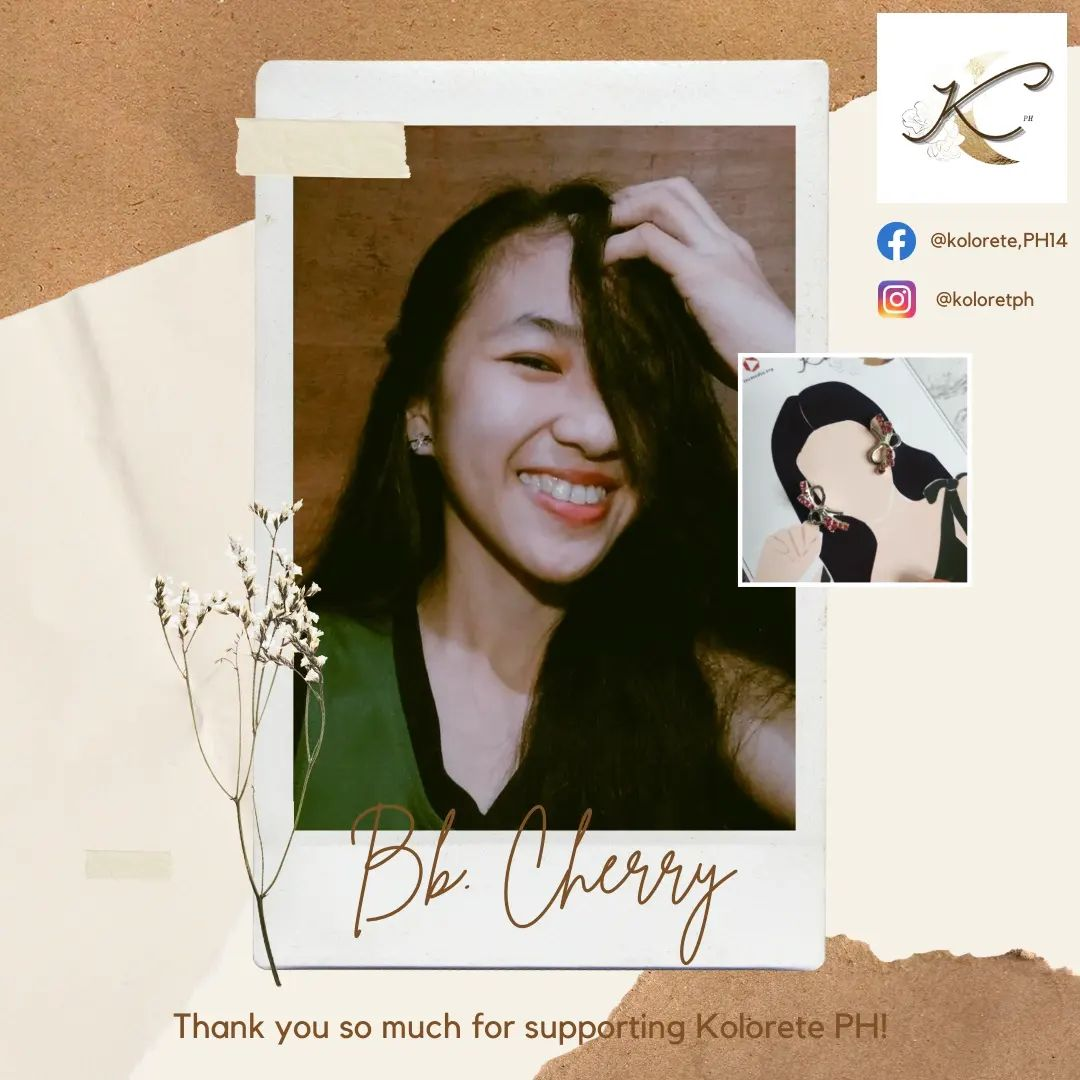 K
PH
@kolorete,PH14
@koloretph
Bb. Cherry
Thank you so much for supporting Kolorete PH!